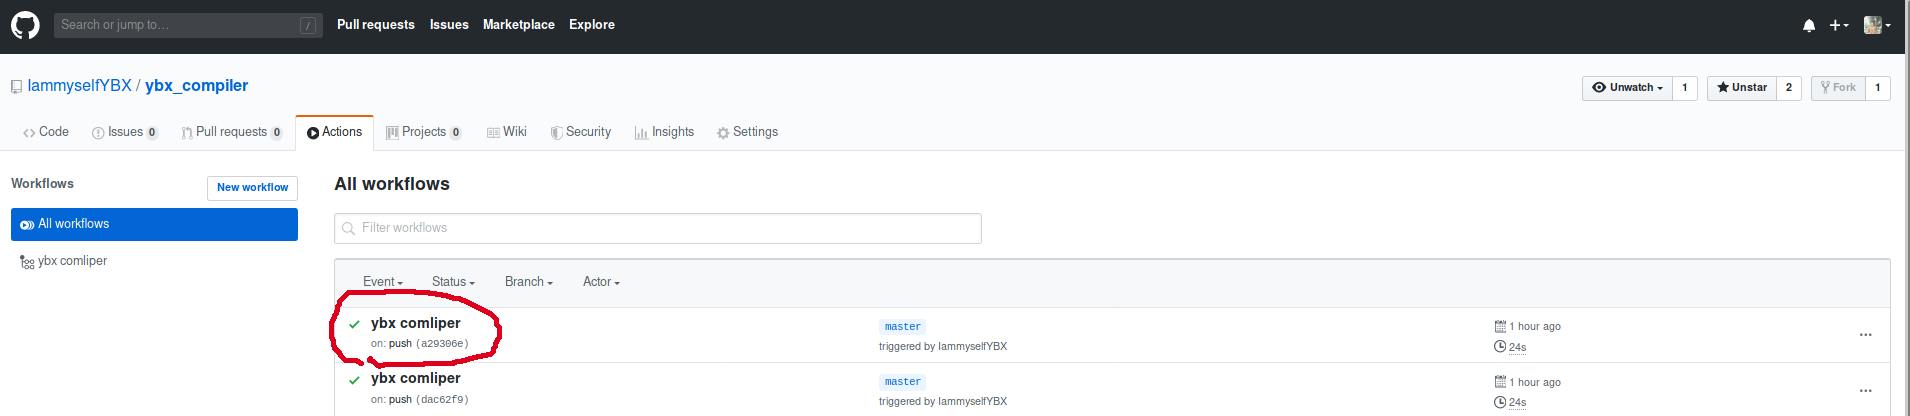 Search or jump to… /
Pull requests Issues Marketplace Explore
IammyselfYBX / ybx_compiler
Unwatch 1 Unstar 2 Fork 1
Code Issues 0 Pull requests 0 Actions Projects 0 Wiki Security Insights Settings
Workflows
New workflow
All workflows
ybx comliper
All workflows
Filter workflows
Event Status Branch Actor
ybx comliper
on: push (a29306e)
master
triggered by IammyselfYBX
1 hour ago
24s
ybx comliper
on: push (dac62f9)
master
triggered by IammyselfYBX
1 hour ago
24s